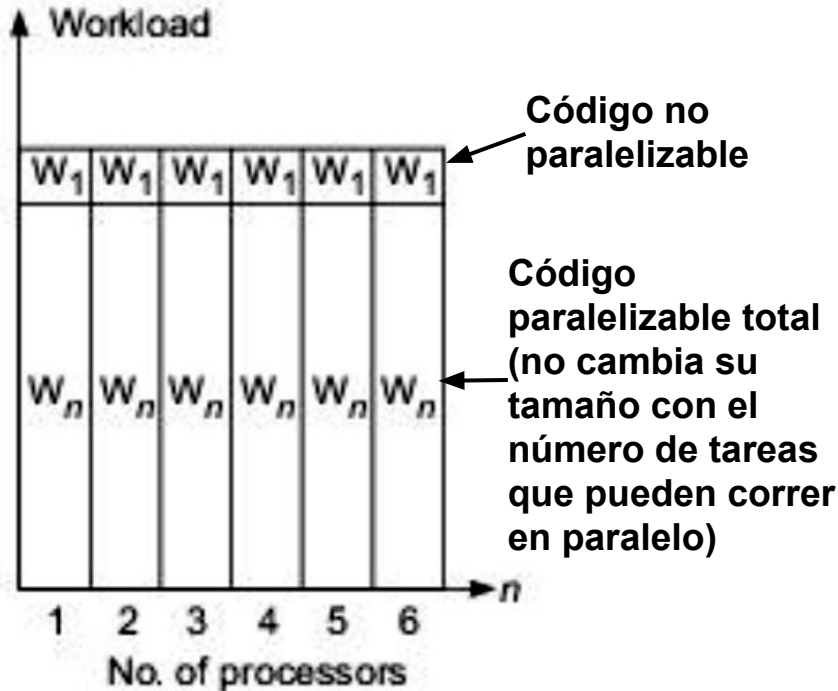 Workload
Código no
paralelizable
W1 W1 W1 W1 W1 W1
Código
paralelizable total
(no cambia su
tamaño con el
número de tareas
que pueden correr
en paralelo)
Wn Wn Wn Wn Wn Wn
n
1 2 3 4 5 6
No. of processors